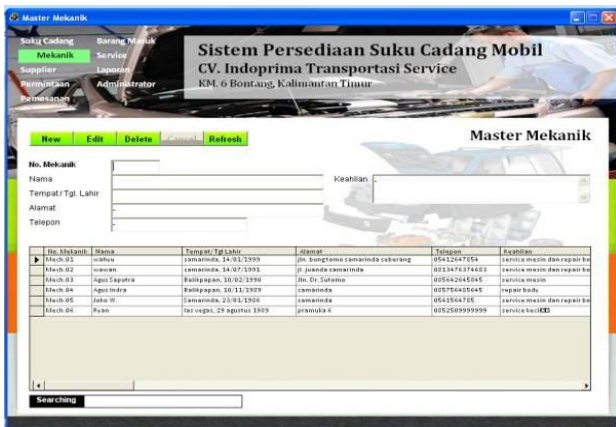 Master Mekanik
Suku Cadang Barang Masuk
Mekanik Service
Supplier Laporan
Permintaan Administrator
Pemesanan
Sistem Persediaan Suku Cadang Mobil
CV. Indoprima Transportasi Service
KM. 6 Bontang, Kalimantan Timur
New Edit Delete Cancel Refresh
Master Mekanik
No. Mekanik
Nama
Keahlian -
Tempat/Tgl. Lahir
Alamat -
Telepon -
No. Mekanik Nama Tempat/Tgl Lahir Alamat Telepon Keahlian
Mech.01 wahyu samarinda, 14/01/1999 jln. bungtomo samarinda seberang 05412647854 service mesin dan repair bo
Mech.02 wawan samarinda, 14/07/1991 jl. juanda samarinda 0813476374683 service mesin dan repair bo
Mech.03 Agus Saputra Balikpapan, 10/02/1990 Jln. Dr. Sutomo 085642645845 service mesin
Mech.04 Agus Indra Balikpapan, 10/11/1989 samarinda 085756485645 repair body
Mech.05 Joko W. Samarinda, 23/01/1986 samarinda 0541564785 service mesin dan repair bo
Mech.06 Ryan las vegas, 29 agustus 1989 pramuka 6 0852509999999 service kecil
Searching